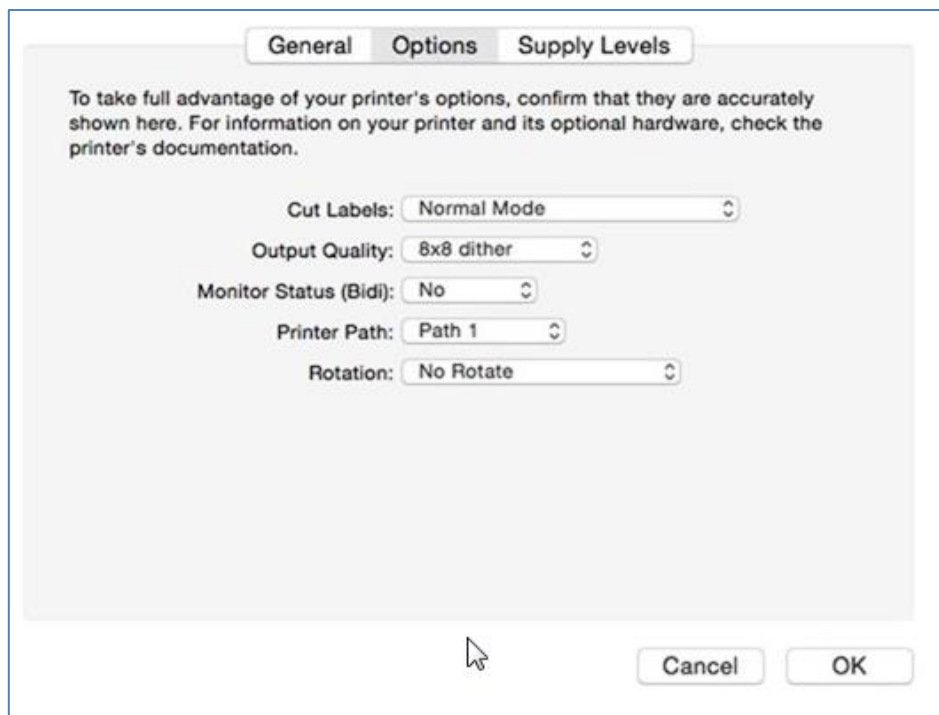 General Options Supply Levels
To take full advantage of your printer's options, confirm that they are accurately
shown here. For information on your printer and its optional hardware, check the
printer's documentation.
Cut Labels: Normal Mode
Output Quality: 8x8 dither
Monitor Status (Bidi): No
Printer Path: Path 1
Rotation: No Rotate
Cancel OK